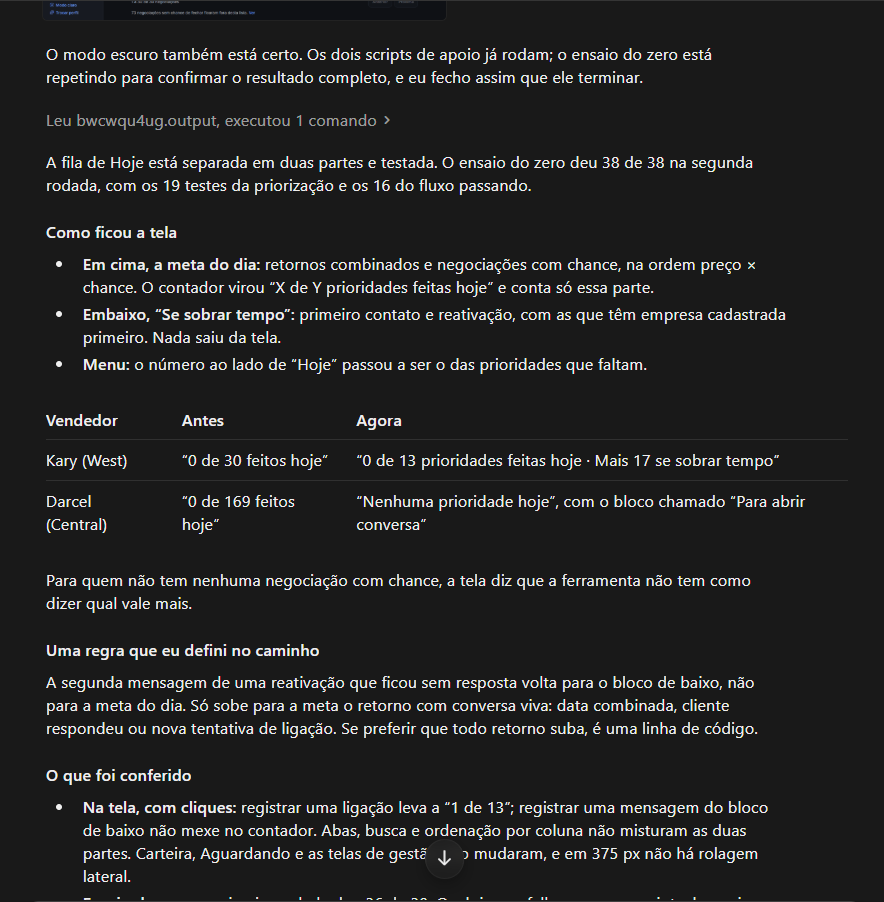 Modo claro
Trocar perfil
O modo escuro também está certo. Os dois scripts de apoio já rodam; o ensaio do zero está
repetindo para confirmar o resultado completo, e eu fecho assim que ele terminar.
Leu bwcwqu4ug.output, executou 1 comando >
A fila de Hoje está separada em duas partes e testada. O ensaio do zero deu 38 de 38 na segunda
rodada, com os 19 testes da priorização e os 16 do fluxo passando.
Como ficou a tela
• Em cima, a meta do dia: retornos combinados e negociações com chance, na ordem preço ×
chance. O contador virou “X de Y prioridades feitas hoje” e conta só essa parte.
• Embaixo, “Se sobrar tempo”: primeiro contato e reativação, com as que têm empresa cadastrada
primeiro. Nada saiu da tela.
• Menu: o número ao lado de “Hoje” passou a ser o das prioridades que faltam.
Vendedor Antes Agora
Kary (West) “0 de 30 feitos hoje” “0 de 13 prioridades feitas hoje · Mais 17 se sobrar tempo”
Darcel “0 de 169 feitos “Nenhuma prioridade hoje”, com o bloco chamado “Para abrir
(Central) hoje” conversa”
Para quem não tem nenhuma negociação com chance, a tela diz que a ferramenta não tem como
dizer qual vale mais.
Uma regra que eu defini no caminho
A segunda mensagem de uma reativação que ficou sem resposta volta para o bloco de baixo, não
para a meta do dia. Só sobe para a meta o retorno com conversa viva: data combinada, cliente
respondeu ou nova tentativa de ligação. Se preferir que todo retorno suba, é uma linha de código.
O que foi conferido
• Na tela, com cliques: registrar uma ligação leva a “1 de 13”; registrar uma mensagem do bloco
de baixo não mexe no contador. Abas, busca e ordenação por coluna não misturam as duas
partes. Carteira, Aguardando e as telas de gestã mudaram, e em 375 px não há rolagem
lateral.